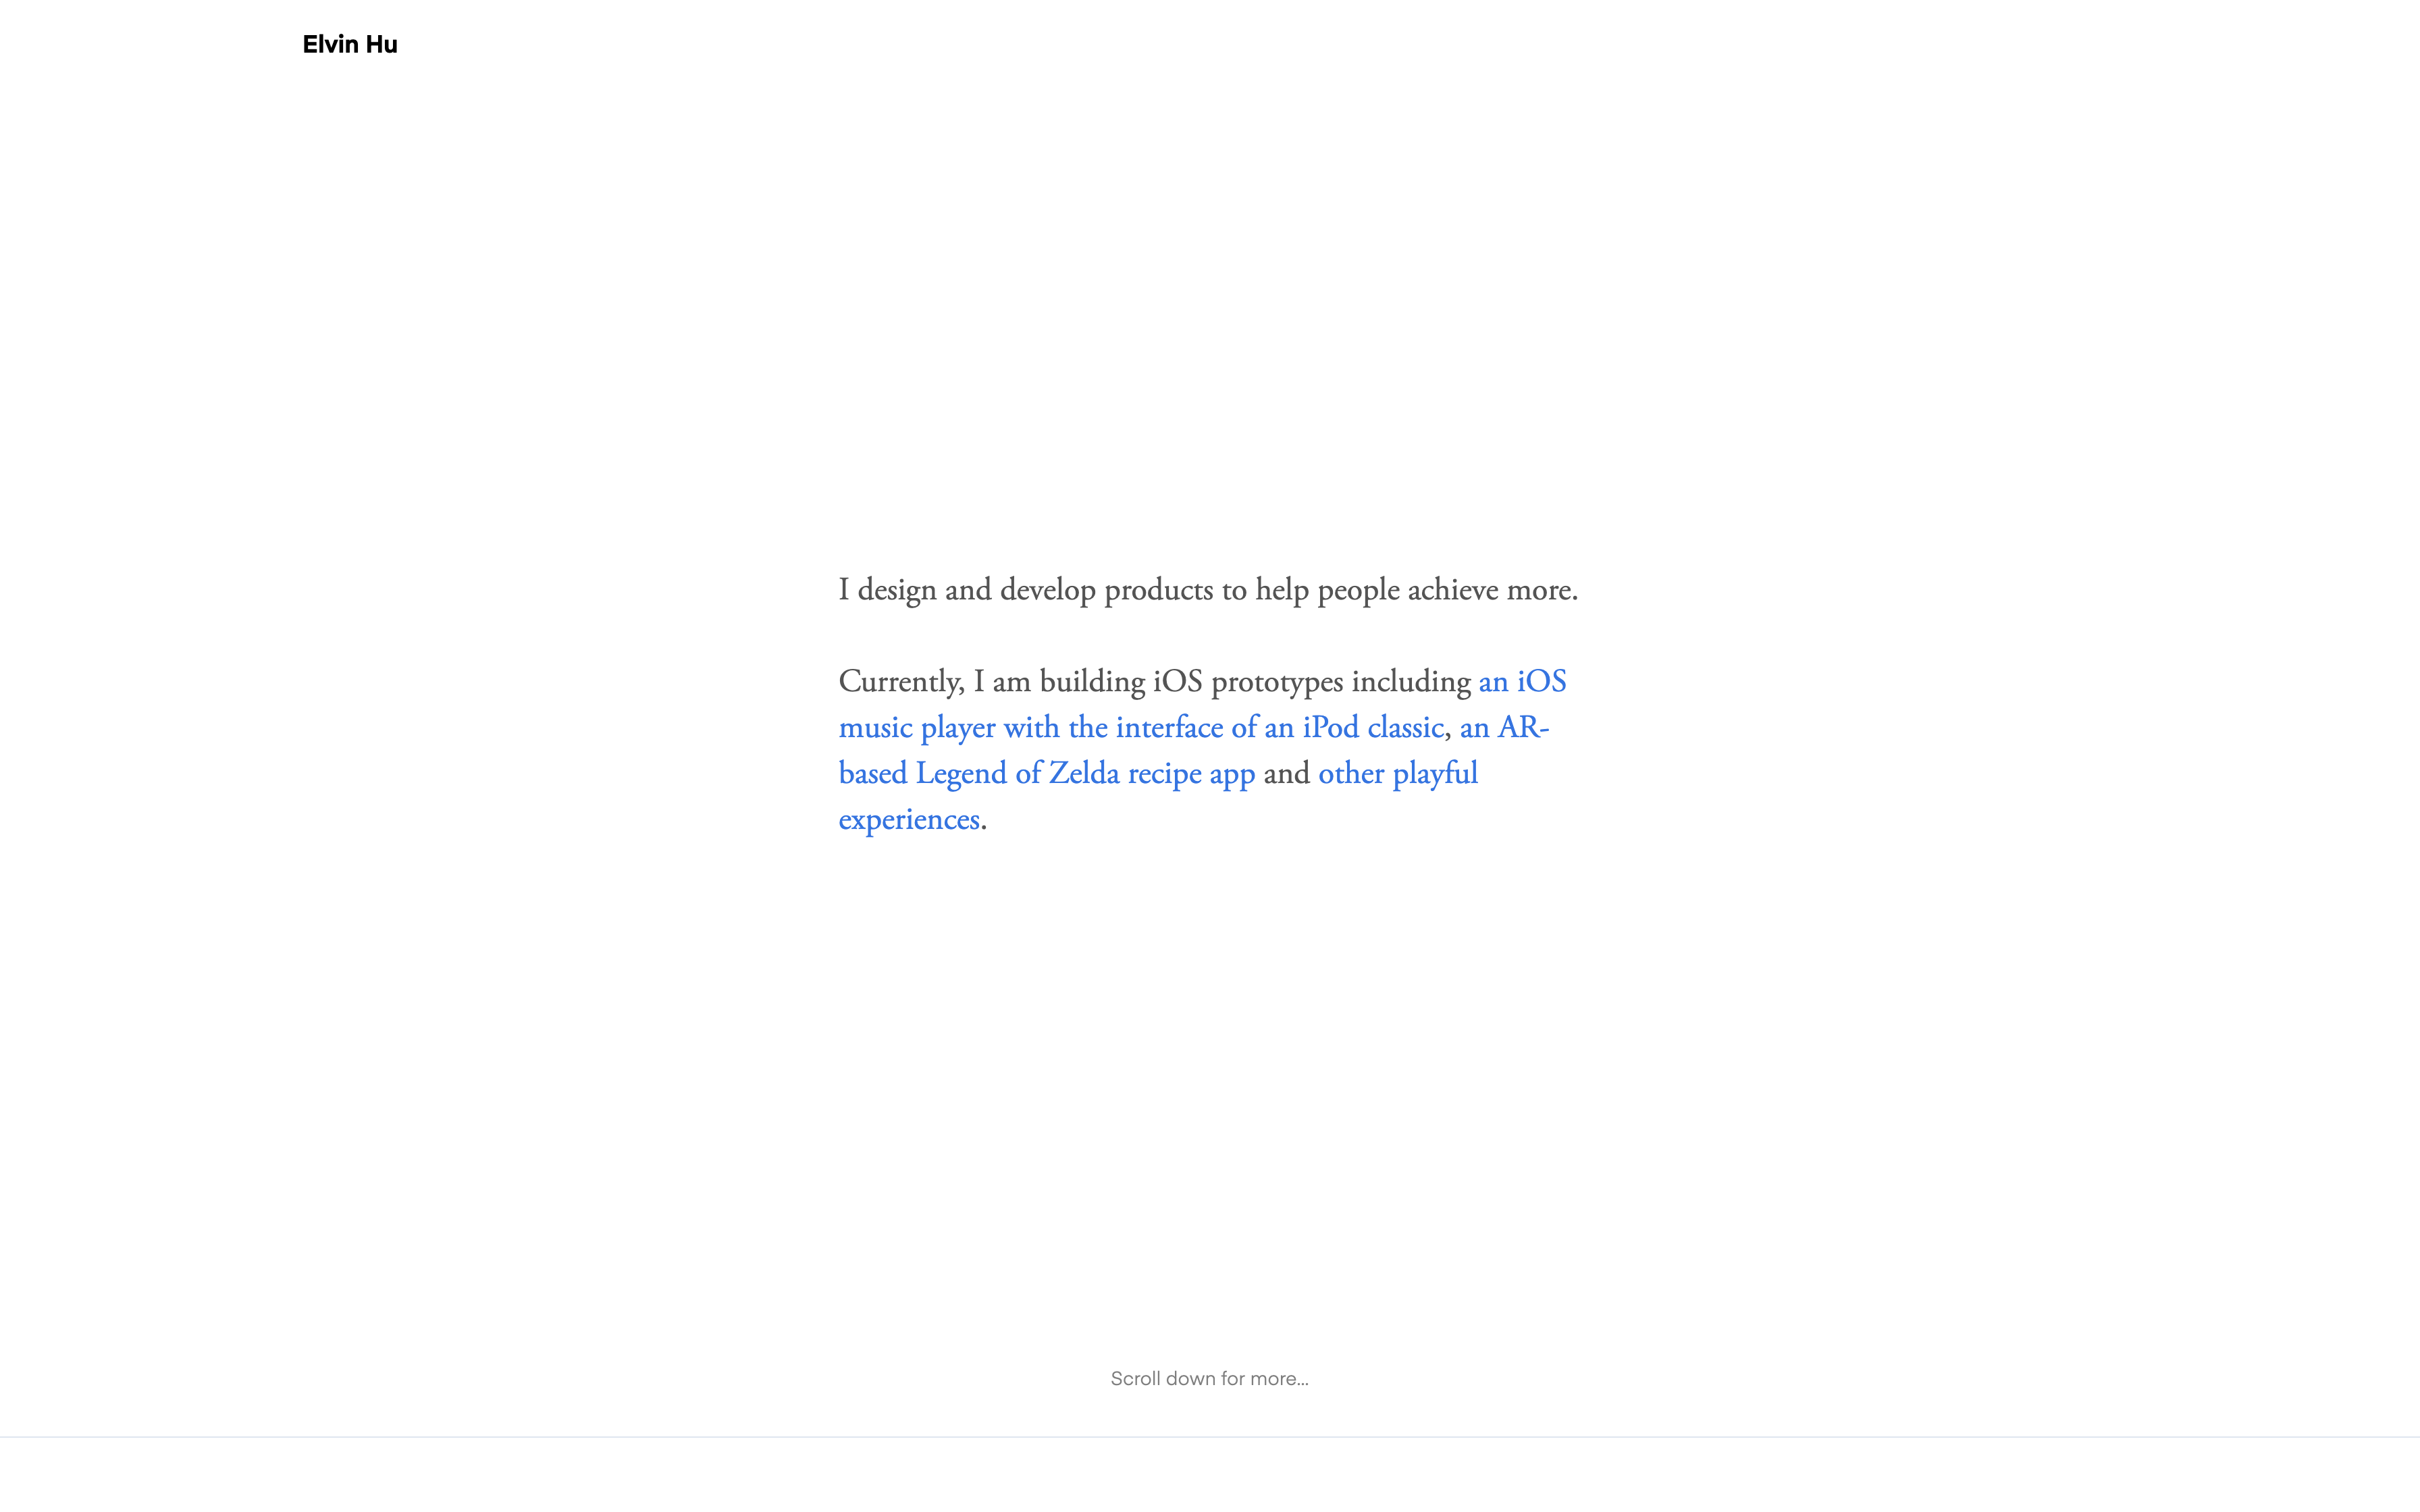 Elvin Hu
I design and develop products to help people achieve more.
Currently, I am building iOS prototypes including an iOS
music player with the interface of an iPod classic, an AR-
based Legend of Zelda recipe app and other playful
experiences.
Scroll down for more...